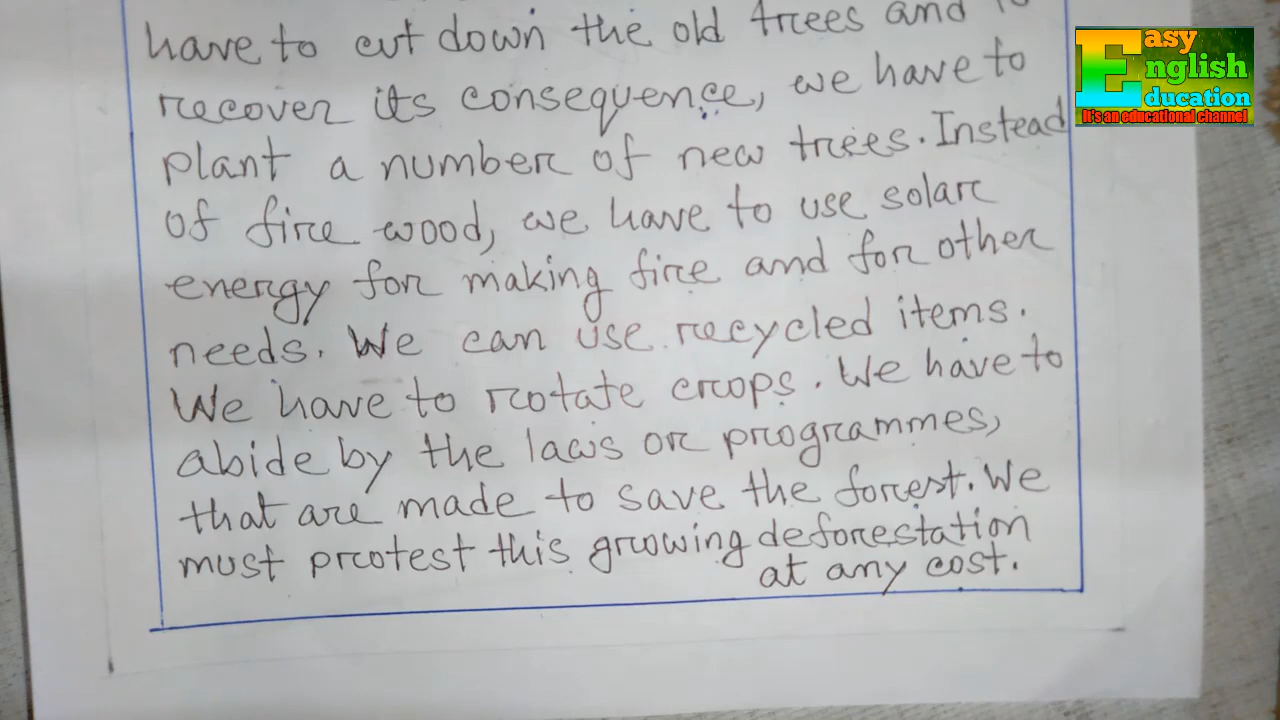 have to cut down the old trees and to
recover its consequence, we have to
plant a number of new trees. Instead
of fire wood, we have to use solar
energy for making fire and for other
needs. We can use recycled items.
We have to rotate crops. We have to
abide by the laws or programmes,
that are made to save the forest. We
must protest this growing deforestation
at any cost.
Easy
English
Education
It's an educational channel